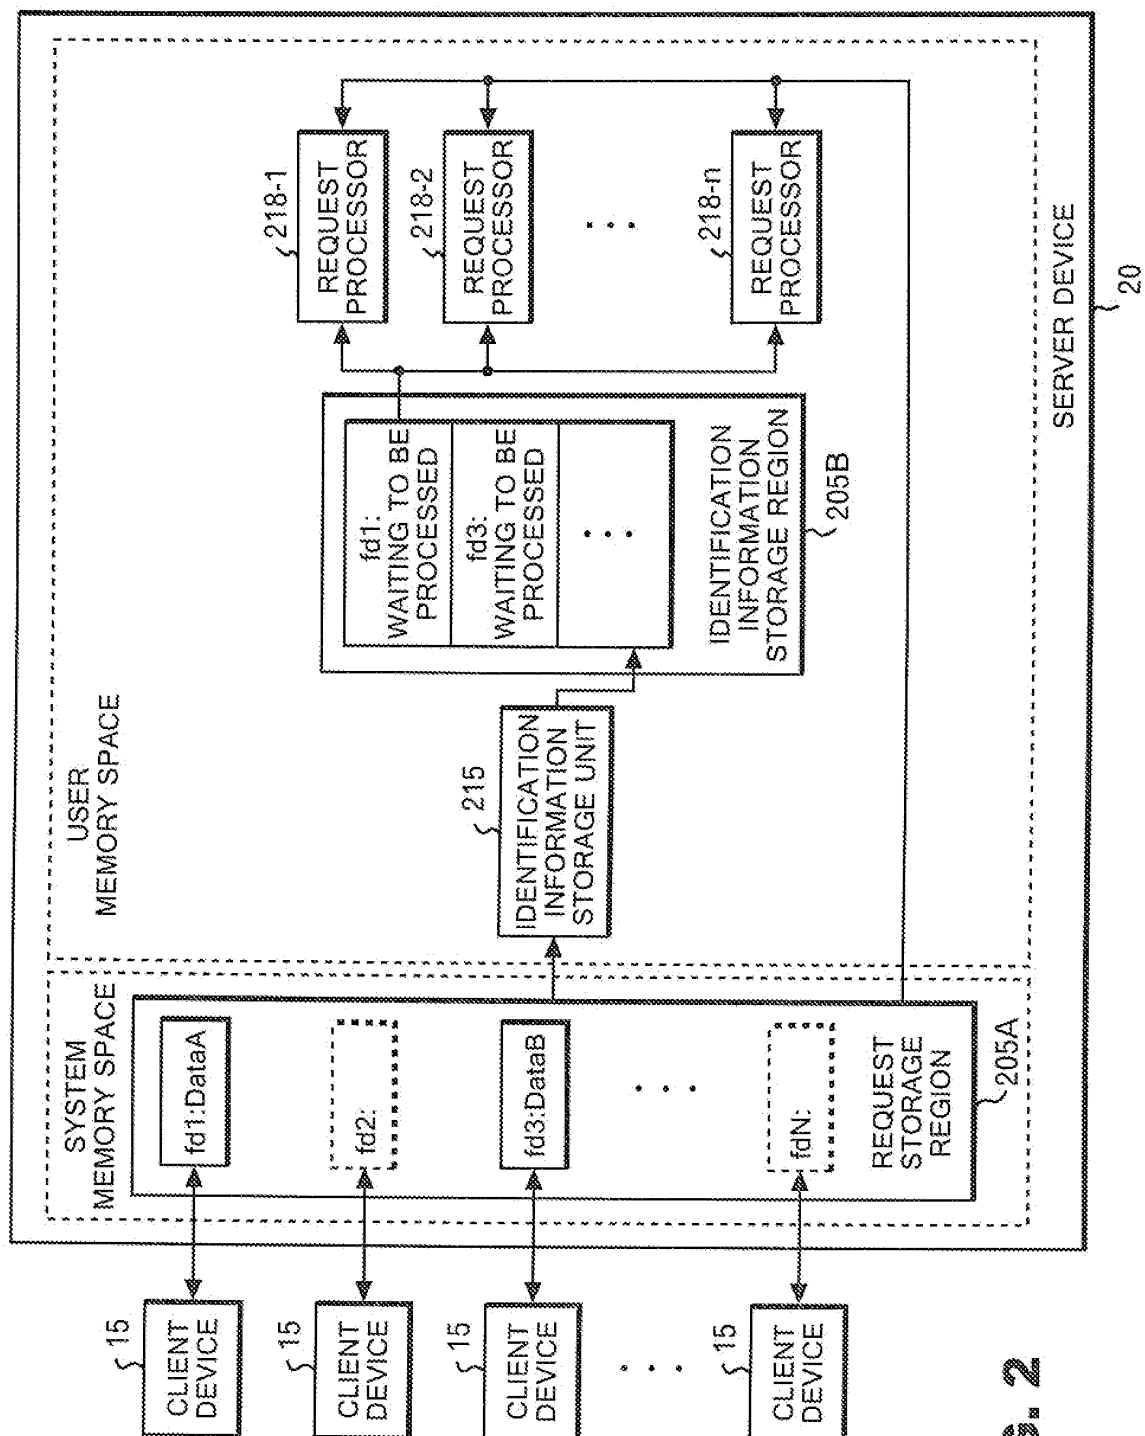 15
CLIENT
DEVICE
15
CLIENT
DEVICE
15
CLIENT
DEVICE
• • •
15
CLIENT
DEVICE
SYSTEM
MEMORY SPACE
fd1:DataA
fd2:
fd3:DataB
• • •
fdN:
REQUEST
STORAGE
REGION
205A
USER
MEMORY SPACE
215
IDENTIFICATION
INFORMATION
STORAGE UNIT
fd1:
WAITING TO BE
PROCESSED
fd3:
WAITING TO BE
PROCESSED
• • •
IDENTIFICATION
INFORMATION
STORAGE REGION
205B
218-1
REQUEST
PROCESSOR
218-2
REQUEST
PROCESSOR
• • •
218-n
REQUEST
PROCESSOR
SERVER DEVICE
20
G. 2